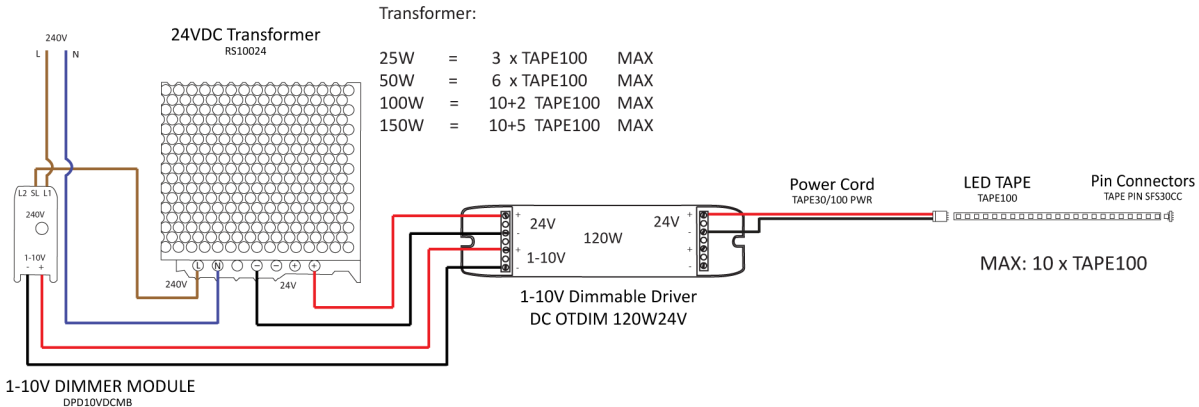 Transformer:
25W = 3 x TAPE100 MAX
50W = 6 x TAPE100 MAX
100W = 10+2 TAPE100 MAX
150W = 10+5 TAPE100 MAX
240V
L N
24VDC Transformer
RS10024
L2 SL L1
240V
1-10V
- +
L N − − + +
240V 24V
+ 24V
-
120W
+ 1-10V
-
24V +
-
+
-
1-10V Dimmable Driver
DC OTDIM 120W24V
Power Cord
TAPE30/100 PWR
LED TAPE
TAPE100
Pin Connectors
TAPE PIN SFS30CC
MAX: 10 x TAPE100
1-10V DIMMER MODULE
DPD10VDCMB